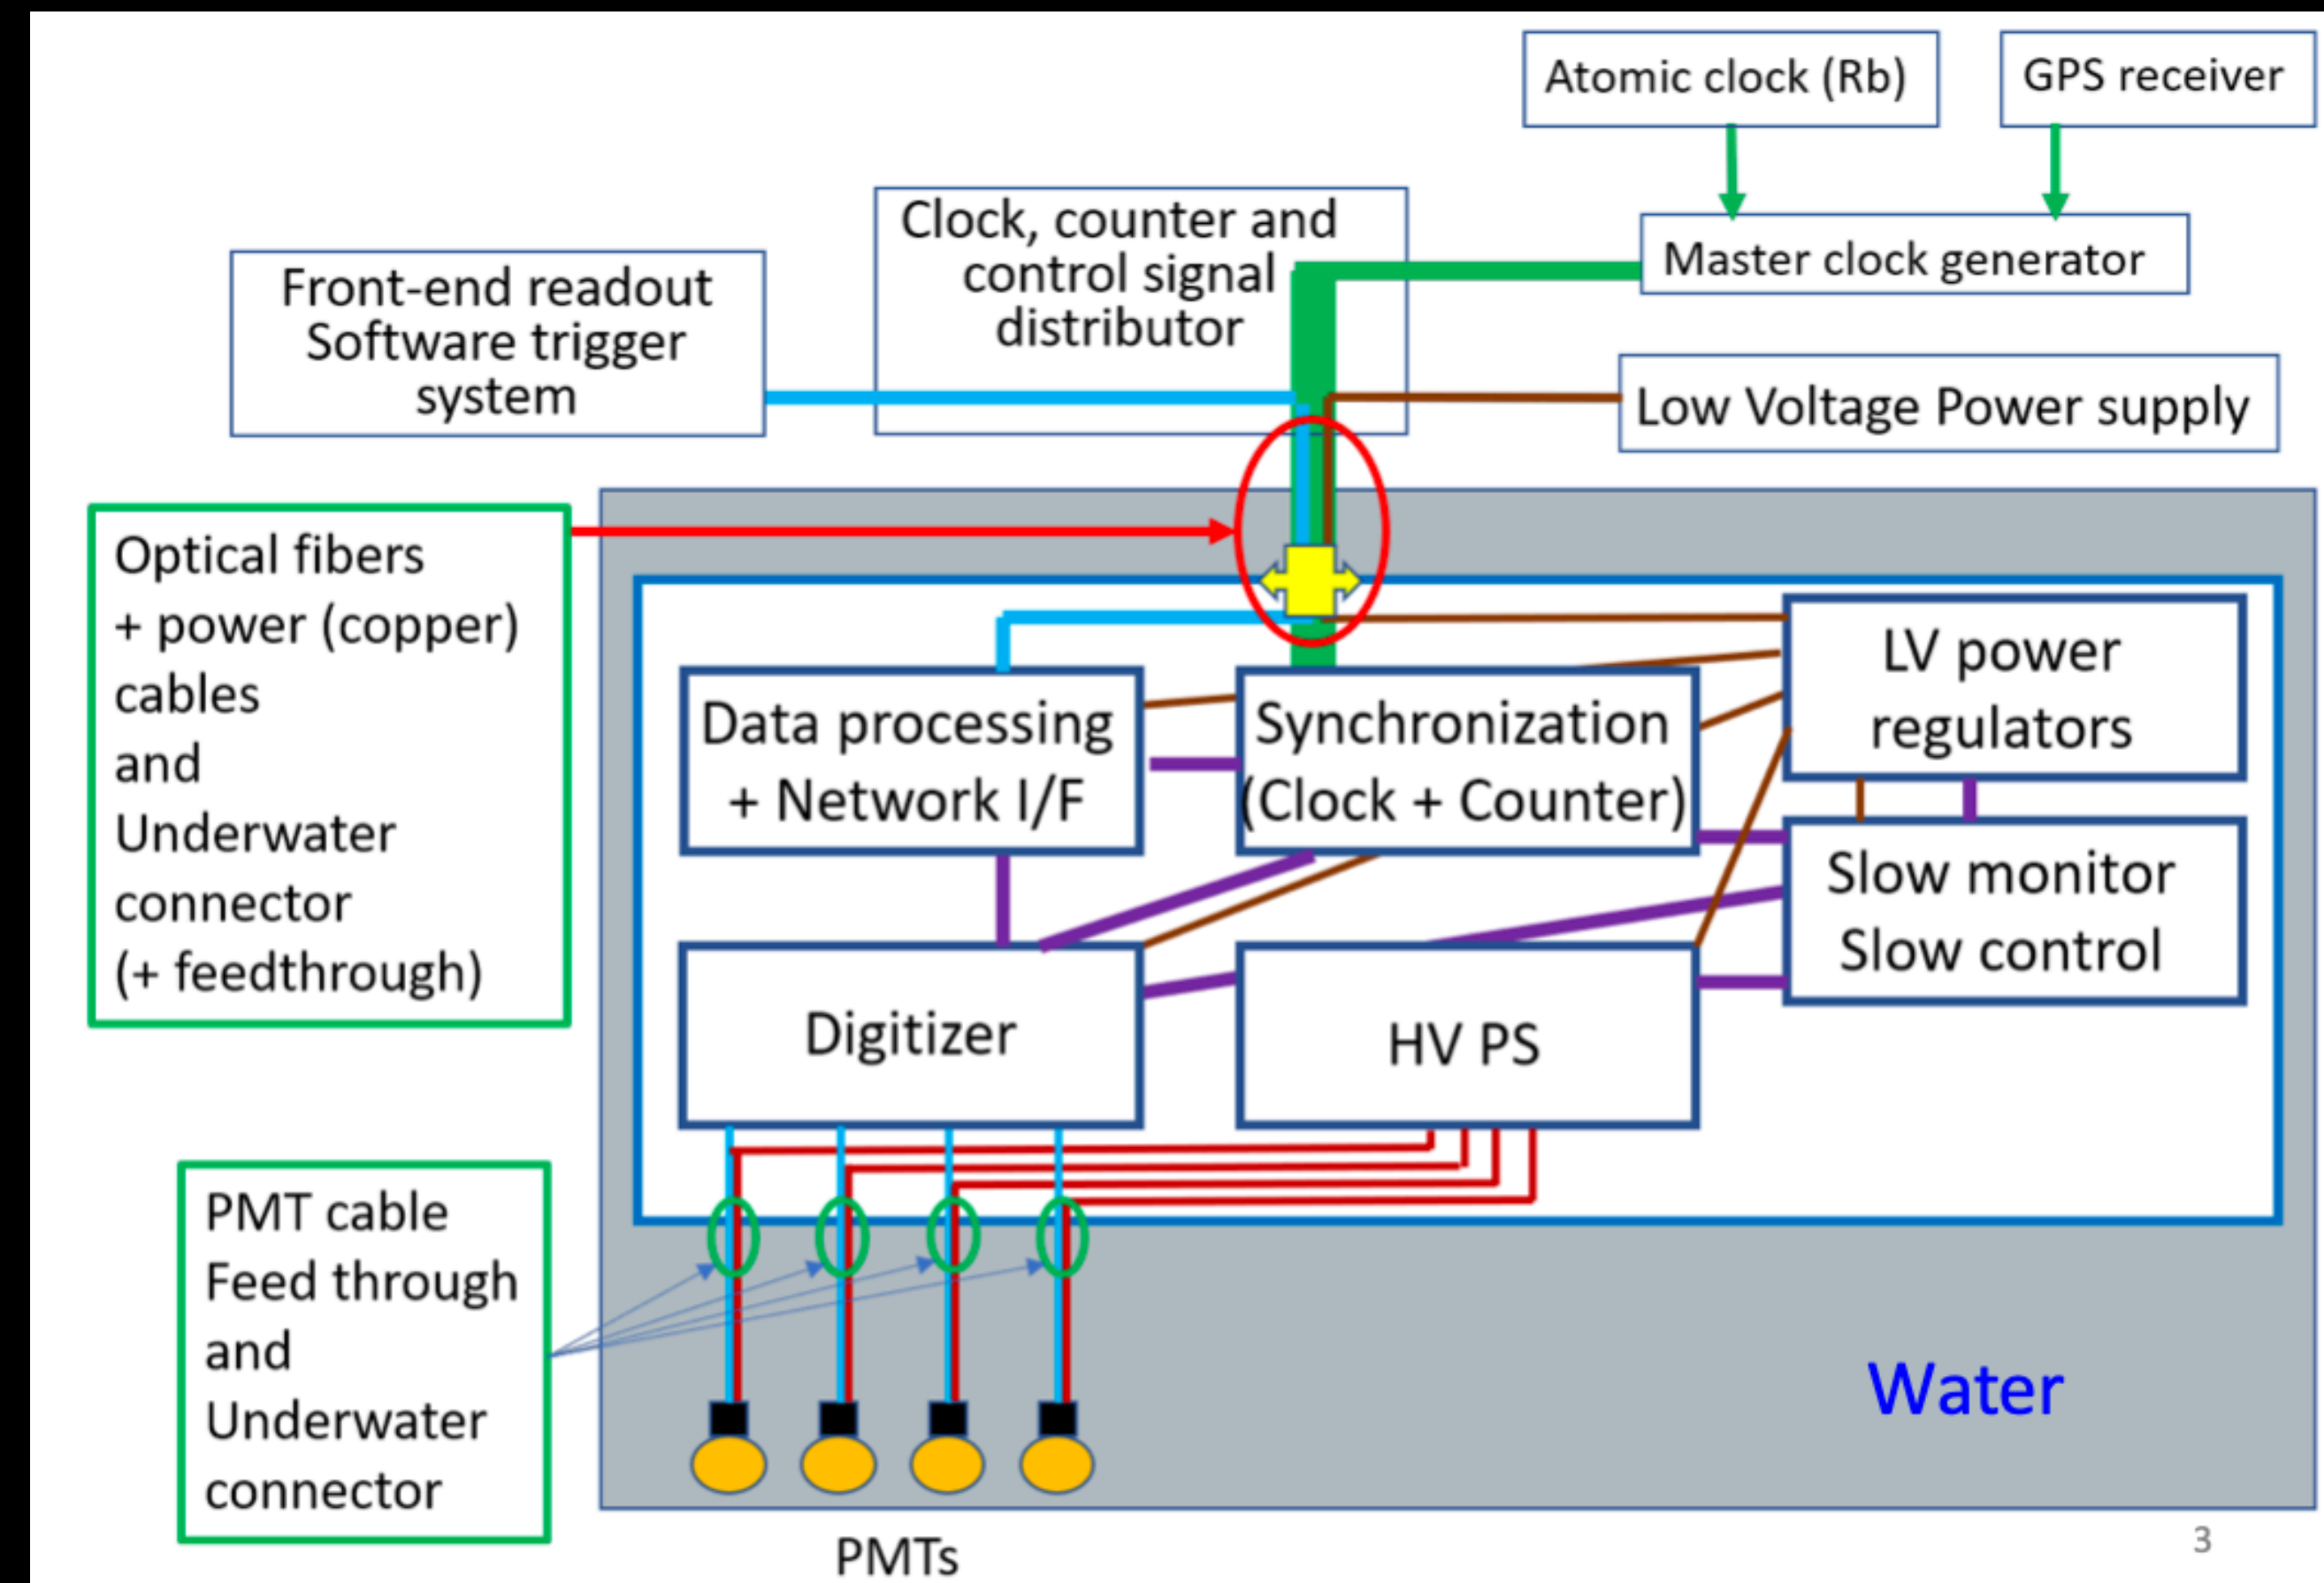 Atomic clock (Rb)
GPS receiver
Clock, counter and
control signal
distributor
Master clock generator
Front-end readout
Software trigger
system
Low Voltage Power supply
Optical fibers
+ power (copper)
cables
and
Underwater
connector
(+ feedthrough)
LV power
regulators
Data processing
+ Network I/F
Synchronization
(Clock + Counter)
Slow monitor
Slow control
Digitizer
HV PS
PMT cable
Feed through
and
Underwater
connector
Water
PMTs
3